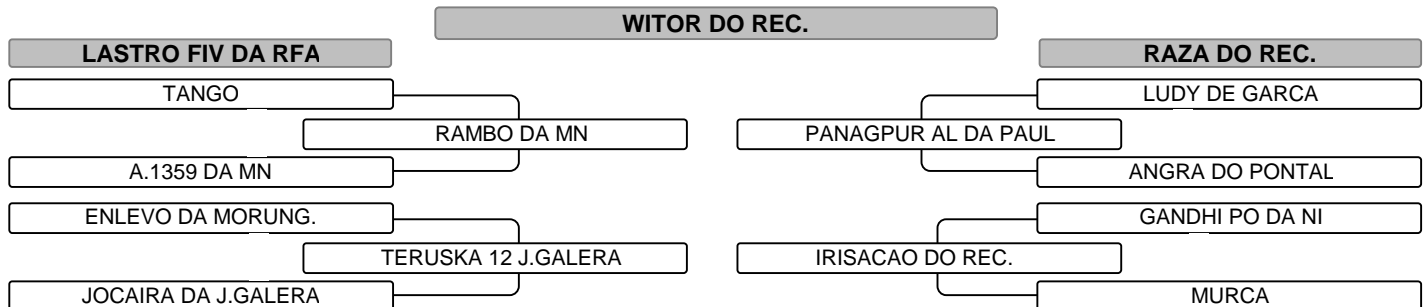 WITOR DO REC.
LASTRO FIV DA RFA
RAZA DO REC.
TANGO
LUDY DE GARCA
RAMBO DA MN
PANAGPUR AL DA PAUL
A.1359 DA MN
ANGRA DO PONTAL
ENLEVO DA MORUNG.
GANDHI PO DA NI
TERUSKA 12 J.GALERA
IRISACAO DO REC.
JOCAIRA DA J.GALERA
MURCA